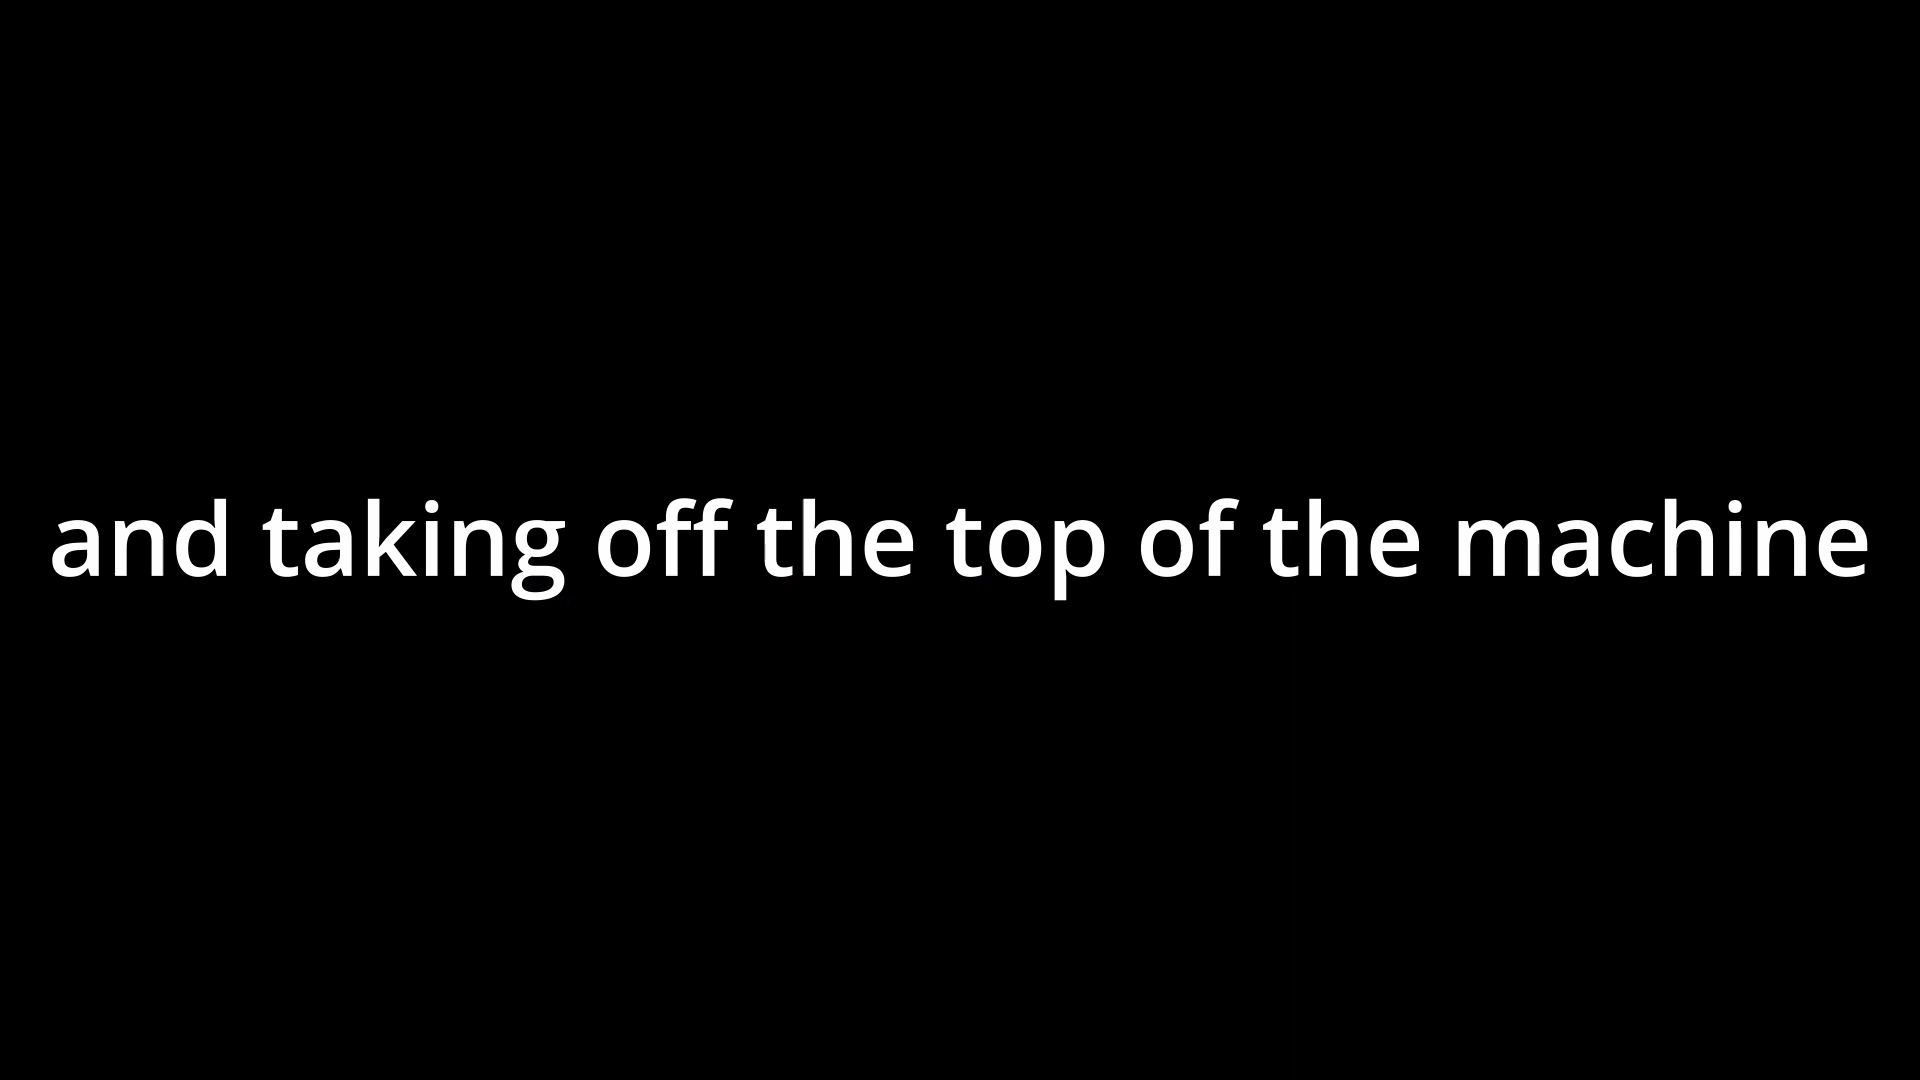 and taking off the top of the machine